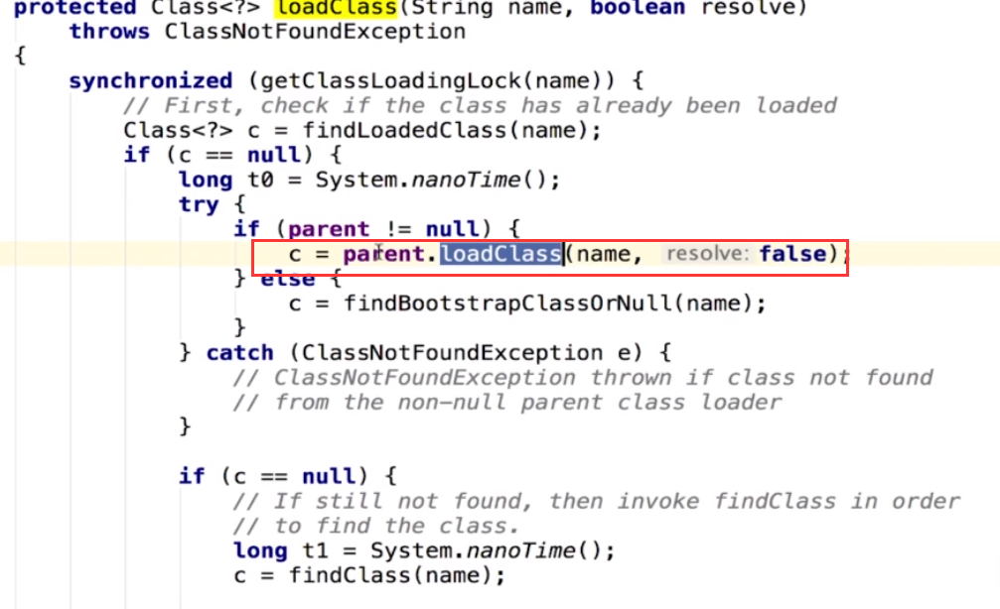 protected Class<?> loadClass(String name, boolean resolve)
throws ClassNotFoundException
{
synchronized (getClassLoadingLock(name)) {
// First, check if the class has already been loaded
Class<?> c = findLoadedClass(name);
if (c == null) {
long t0 = System.nanoTime();
try {
if (parent != null) {
c = parent.loadClass(name, resolve: false);
} else {
c = findBootstrapClassOrNull(name);
}
} catch (ClassNotFoundException e) {
// ClassNotFoundException thrown if class not found
// from the non-null parent class loader
}
if (c == null) {
// If still not found, then invoke findClass in order
// to find the class.
long t1 = System.nanoTime();
c = findClass(name);